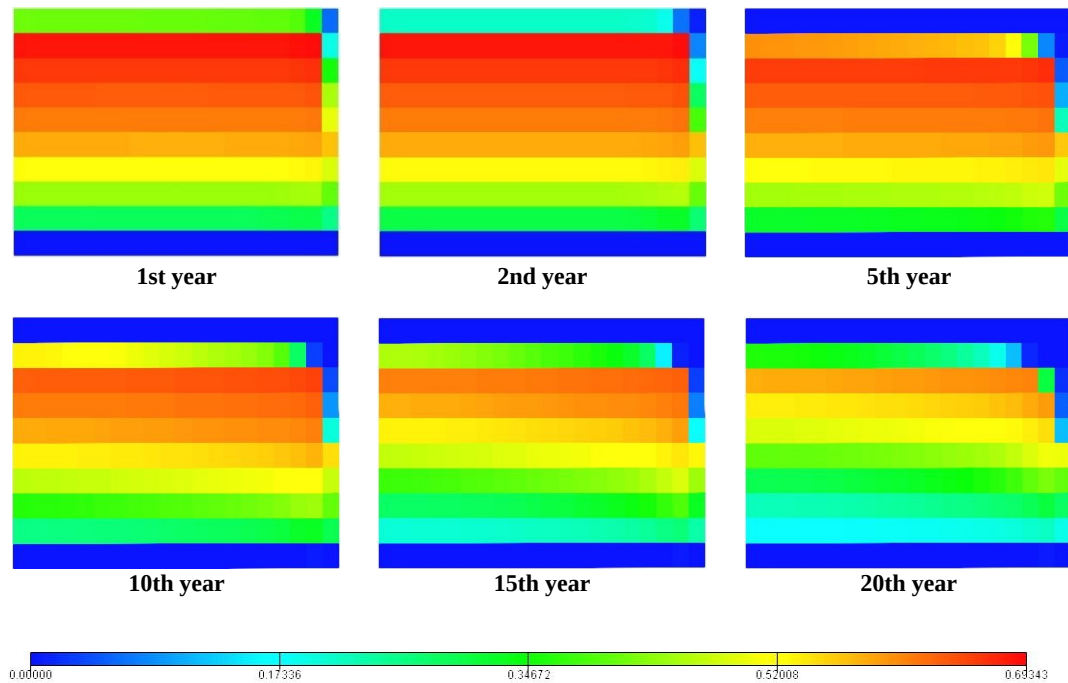 1st year 2nd year 5th year
10th year 15th year 20th year
0.00000 0.17336 0.34672 0.52008 0.69343